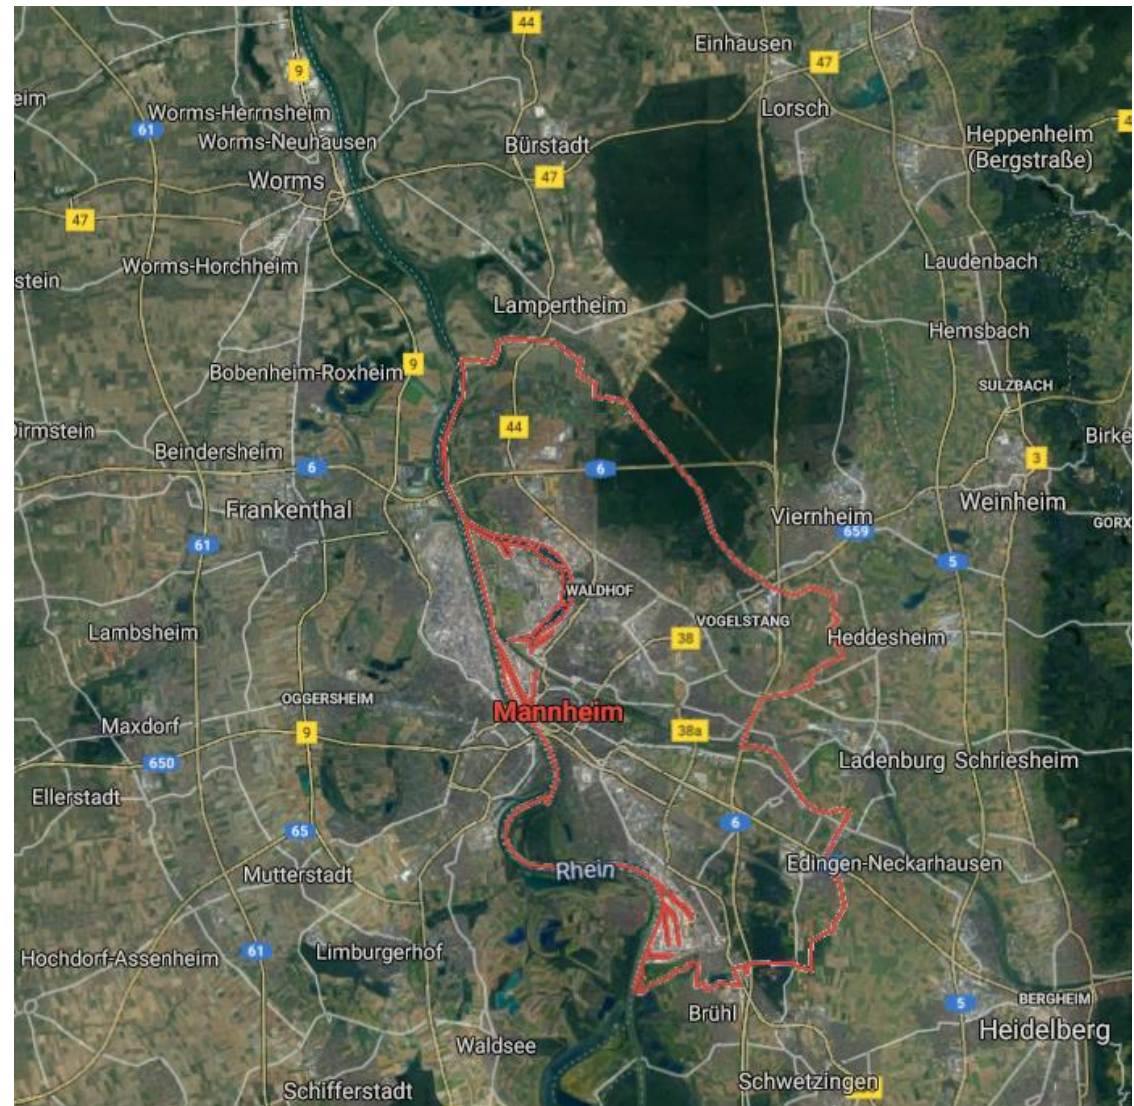 44
Einhausen
47
9
eim
Lorsch
Worms-Herrnsheim
61
Worms-Neuhausen
Bürstadt
Heppenheim
(Bergstraße)
4
Worms
47
47
Worms-Horchheim
Laudenbach
stein
Lampertheim
Hemsbach
Bobenheim-Roxheim
9
SULZBACH
Dirmstein
44
Birke
Beindersheim
6
6
3
Frankenthal
Weinheim
Viernheim
GORX
659
61
5
WALDHOF
VOGELSTANG
Lambsheim
38
Heddesheim
OGGERSHEIM
Mannheim
Maxdorf
9
38a
650
Ladenburg
Schriesheim
Ellerstadt
6
65
Edingen-Neckarhausen
Rhein
Mutterstadt
61
Limburgerhof
Hochdorf-Assenheim
5
BERGHEIM
Brühl
Heidelberg
Waldsee
Schwetzingen
Schifferstadt